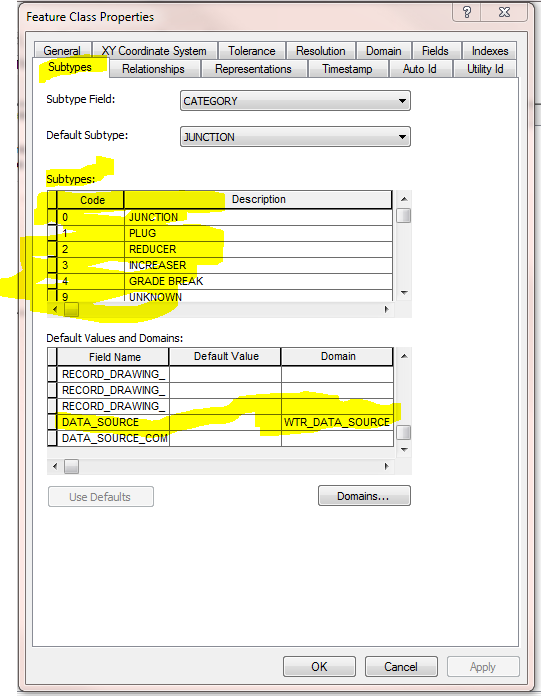 Feature Class Properties
?
General XY Coordinate System Tolerance Resolution Domain Fields Indexes
Subtypes Relationships Representations Timestamp Auto Id Utility Id
Subtype Field: CATEGORY
Default Subtype: JUNCTION
Subtypes:
Code Description
0 JUNCTION
1 PLUG
2 REDUCER
3 INCREASER
4 GRADE BREAK
9 UNKNOWN
Default Values and Domains:
Field Name Default Value Domain
RECORD_DRAWING_
RECORD_DRAWING_
RECORD_DRAWING_
DATA_SOURCE WTR_DATA_SOURCE
DATA_SOURCE_COM
Use Defaults Domains...
OK Cancel Apply